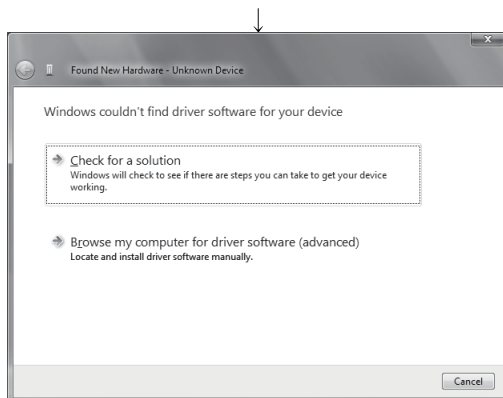 Found New Hardware - Unknown Device
Windows couldn't find driver software for your device
Check for a solution
Windows will check to see if there are steps you can take to get your device
working.
Browse my computer for driver software (advanced)
Locate and install driver software manually.
Cancel